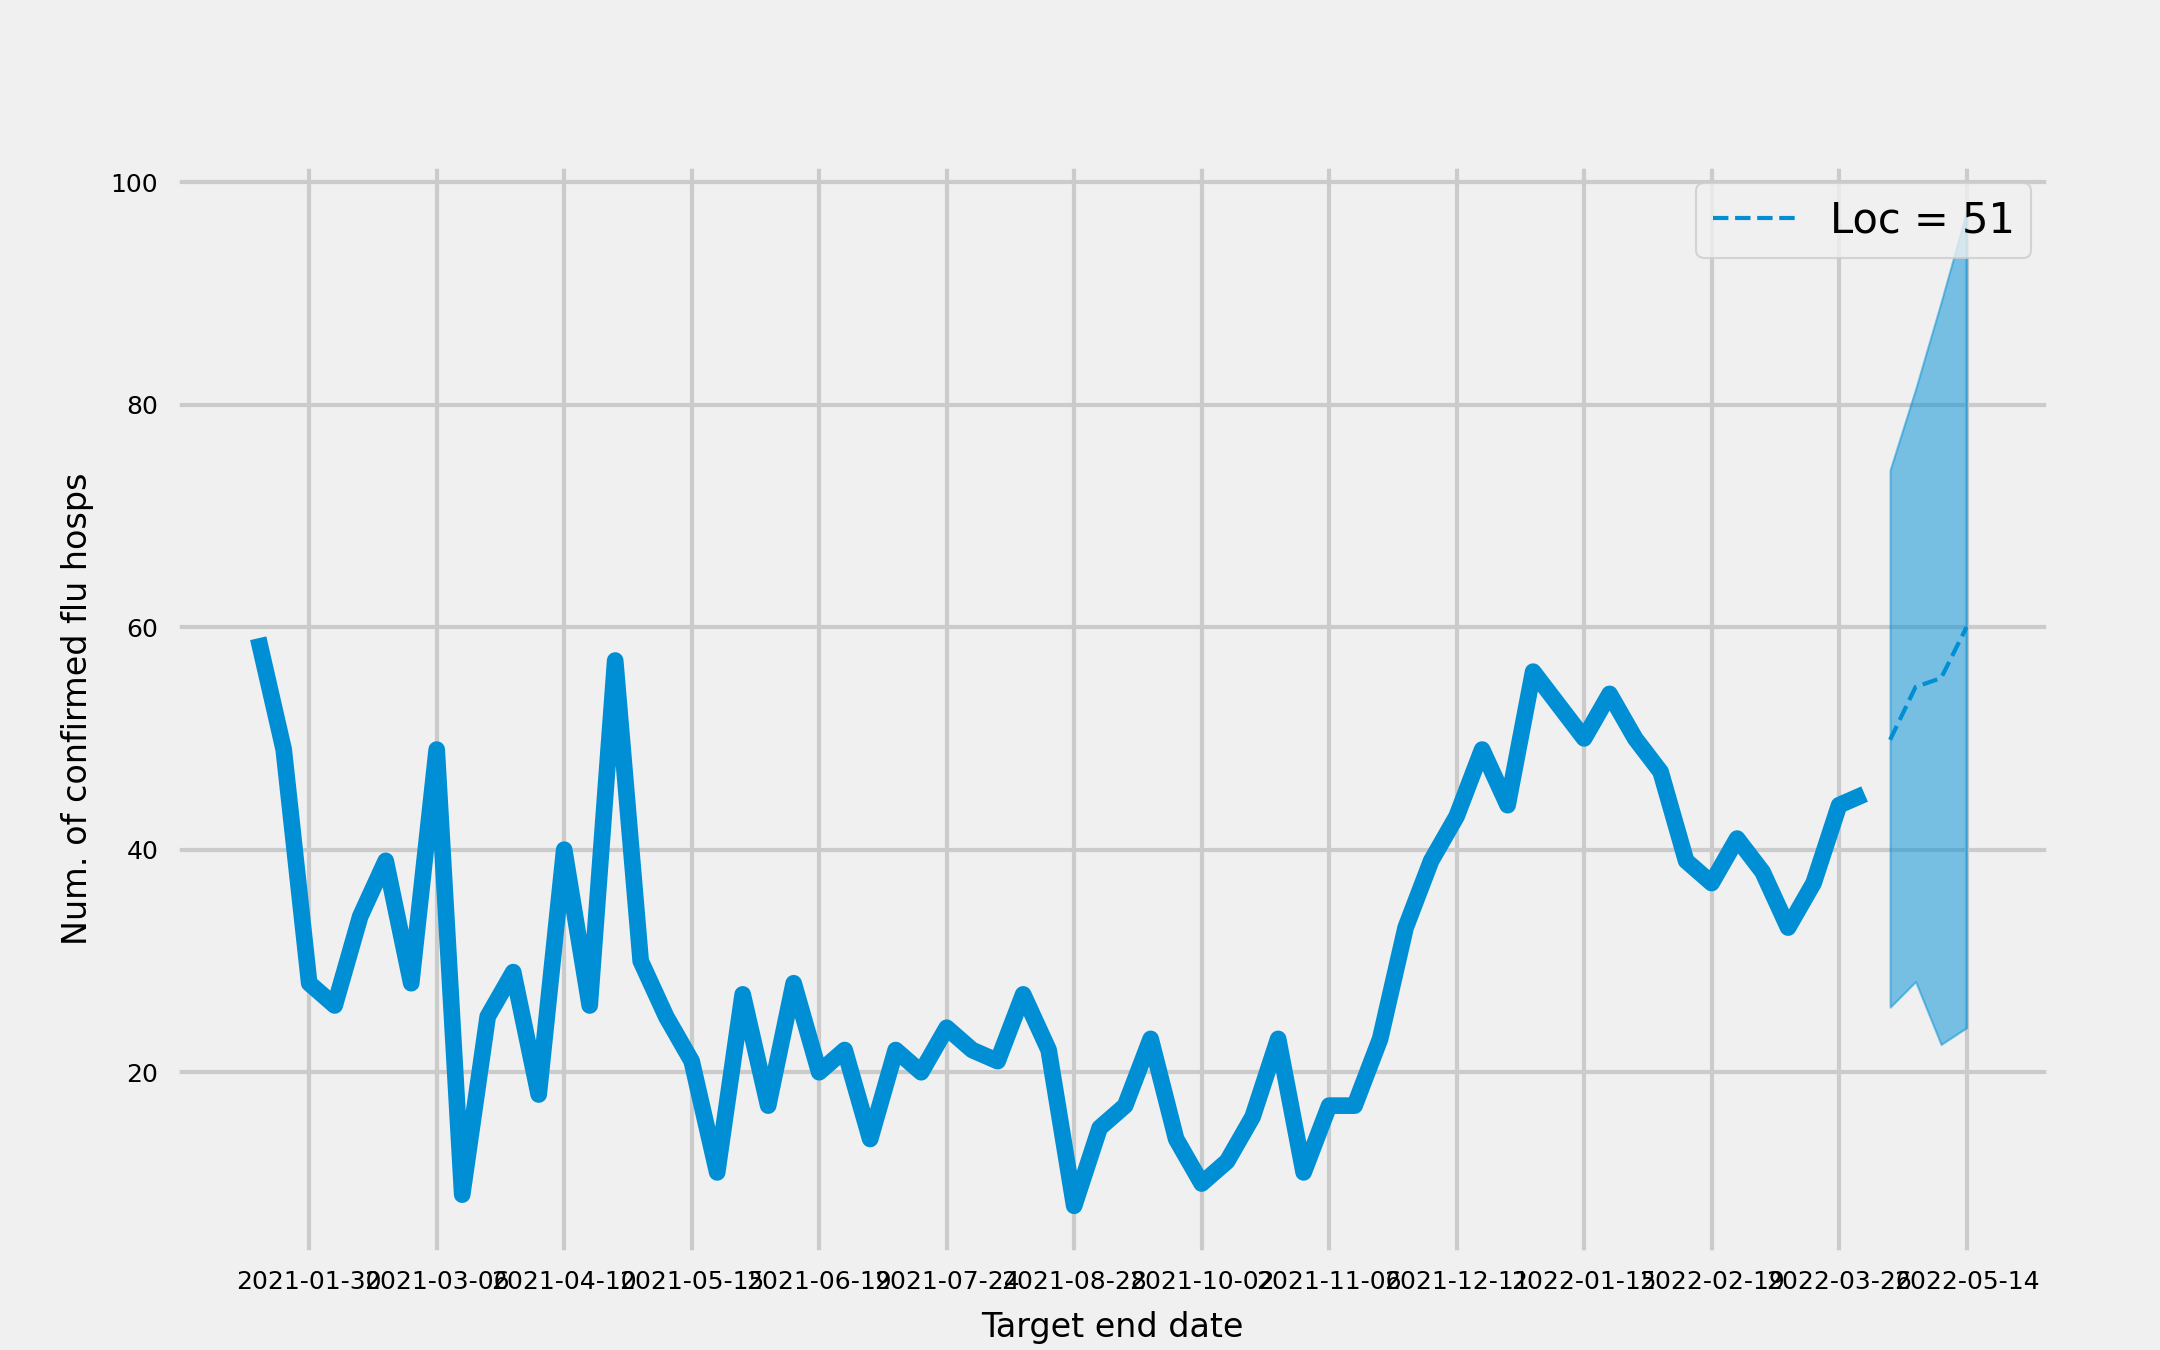 100
Loc = 51
80
60
40
20
Num. of confirmed flu hosps
2021-01-30 2021-03-06 2021-04-10 2021-05-15 2021-06-19 2021-07-24 2021-08-28 2021-10-02 2021-11-06 2021-12-11 2022-01-15 2022-02-19 2022-03-26 2022-05-14
Target end date